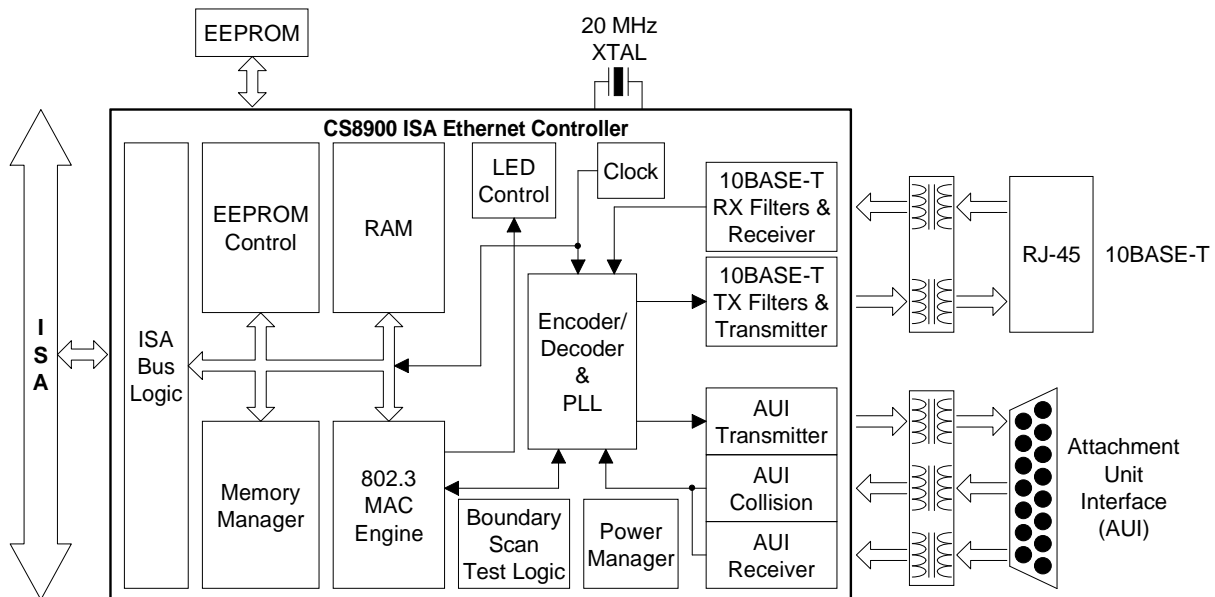 EEPROM
20 MHz
XTAL
CS8900 ISA Ethernet Controller
I
S
A
ISA
Bus
Logic
EEPROM
Control
RAM
LED
Control
Clock
10BASE-T
RX Filters &
Receiver
10BASE-T
TX Filters &
Transmitter
RJ-45
10BASE-T
Encoder/
Decoder
&
PLL
Memory
Manager
802.3
MAC
Engine
Boundary
Scan
Test Logic
Power
Manager
AUI
Transmitter
AUI
Collision
AUI
Receiver
Attachment
Unit
Interface
(AUI)